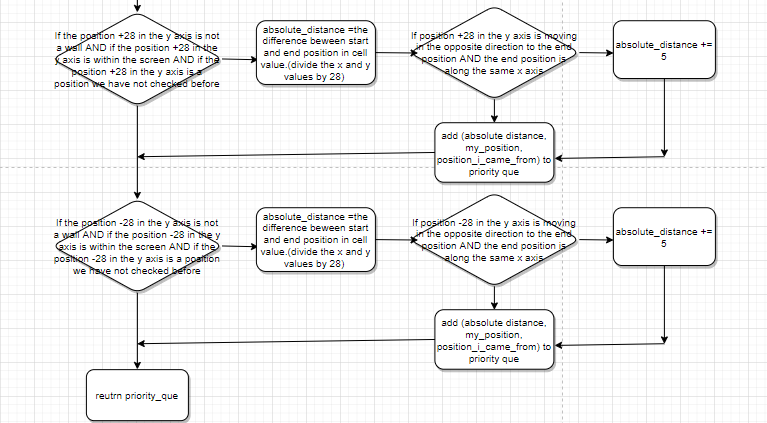 If the position +28 in the y axis is not
a wall AND if the position +28 in the
y axis is within the screen AND if the
position +28 in the y axis is a
position we have not checked before
absolute_distance =the
difference beween start
and end position in cell
value.(divide the x and y
values by 28)
If position +28 in the y axis is moving
in the opposite direction to the end
position AND the end position is
along the same x axis
absolute_distance +=
5
add (absolute distance,
my_position,
position_i_came_from) to
priority que
If the position -28 in the y axis is not
a wall AND if the position -28 in the y
axis is within the screen AND if the
position -28 in the y axis is a position
we have not checked before
absolute_distance =the
difference beween start
and end position in cell
value.(divide the x and y
values by 28)
If position -28 in the y axis is moving
in the opposite direction to the end
position AND the end position is
along the same x axis
absolute_distance +=
5
add (absolute distance,
my_position,
position_i_came_from) to
priority que
reutrn priority_que